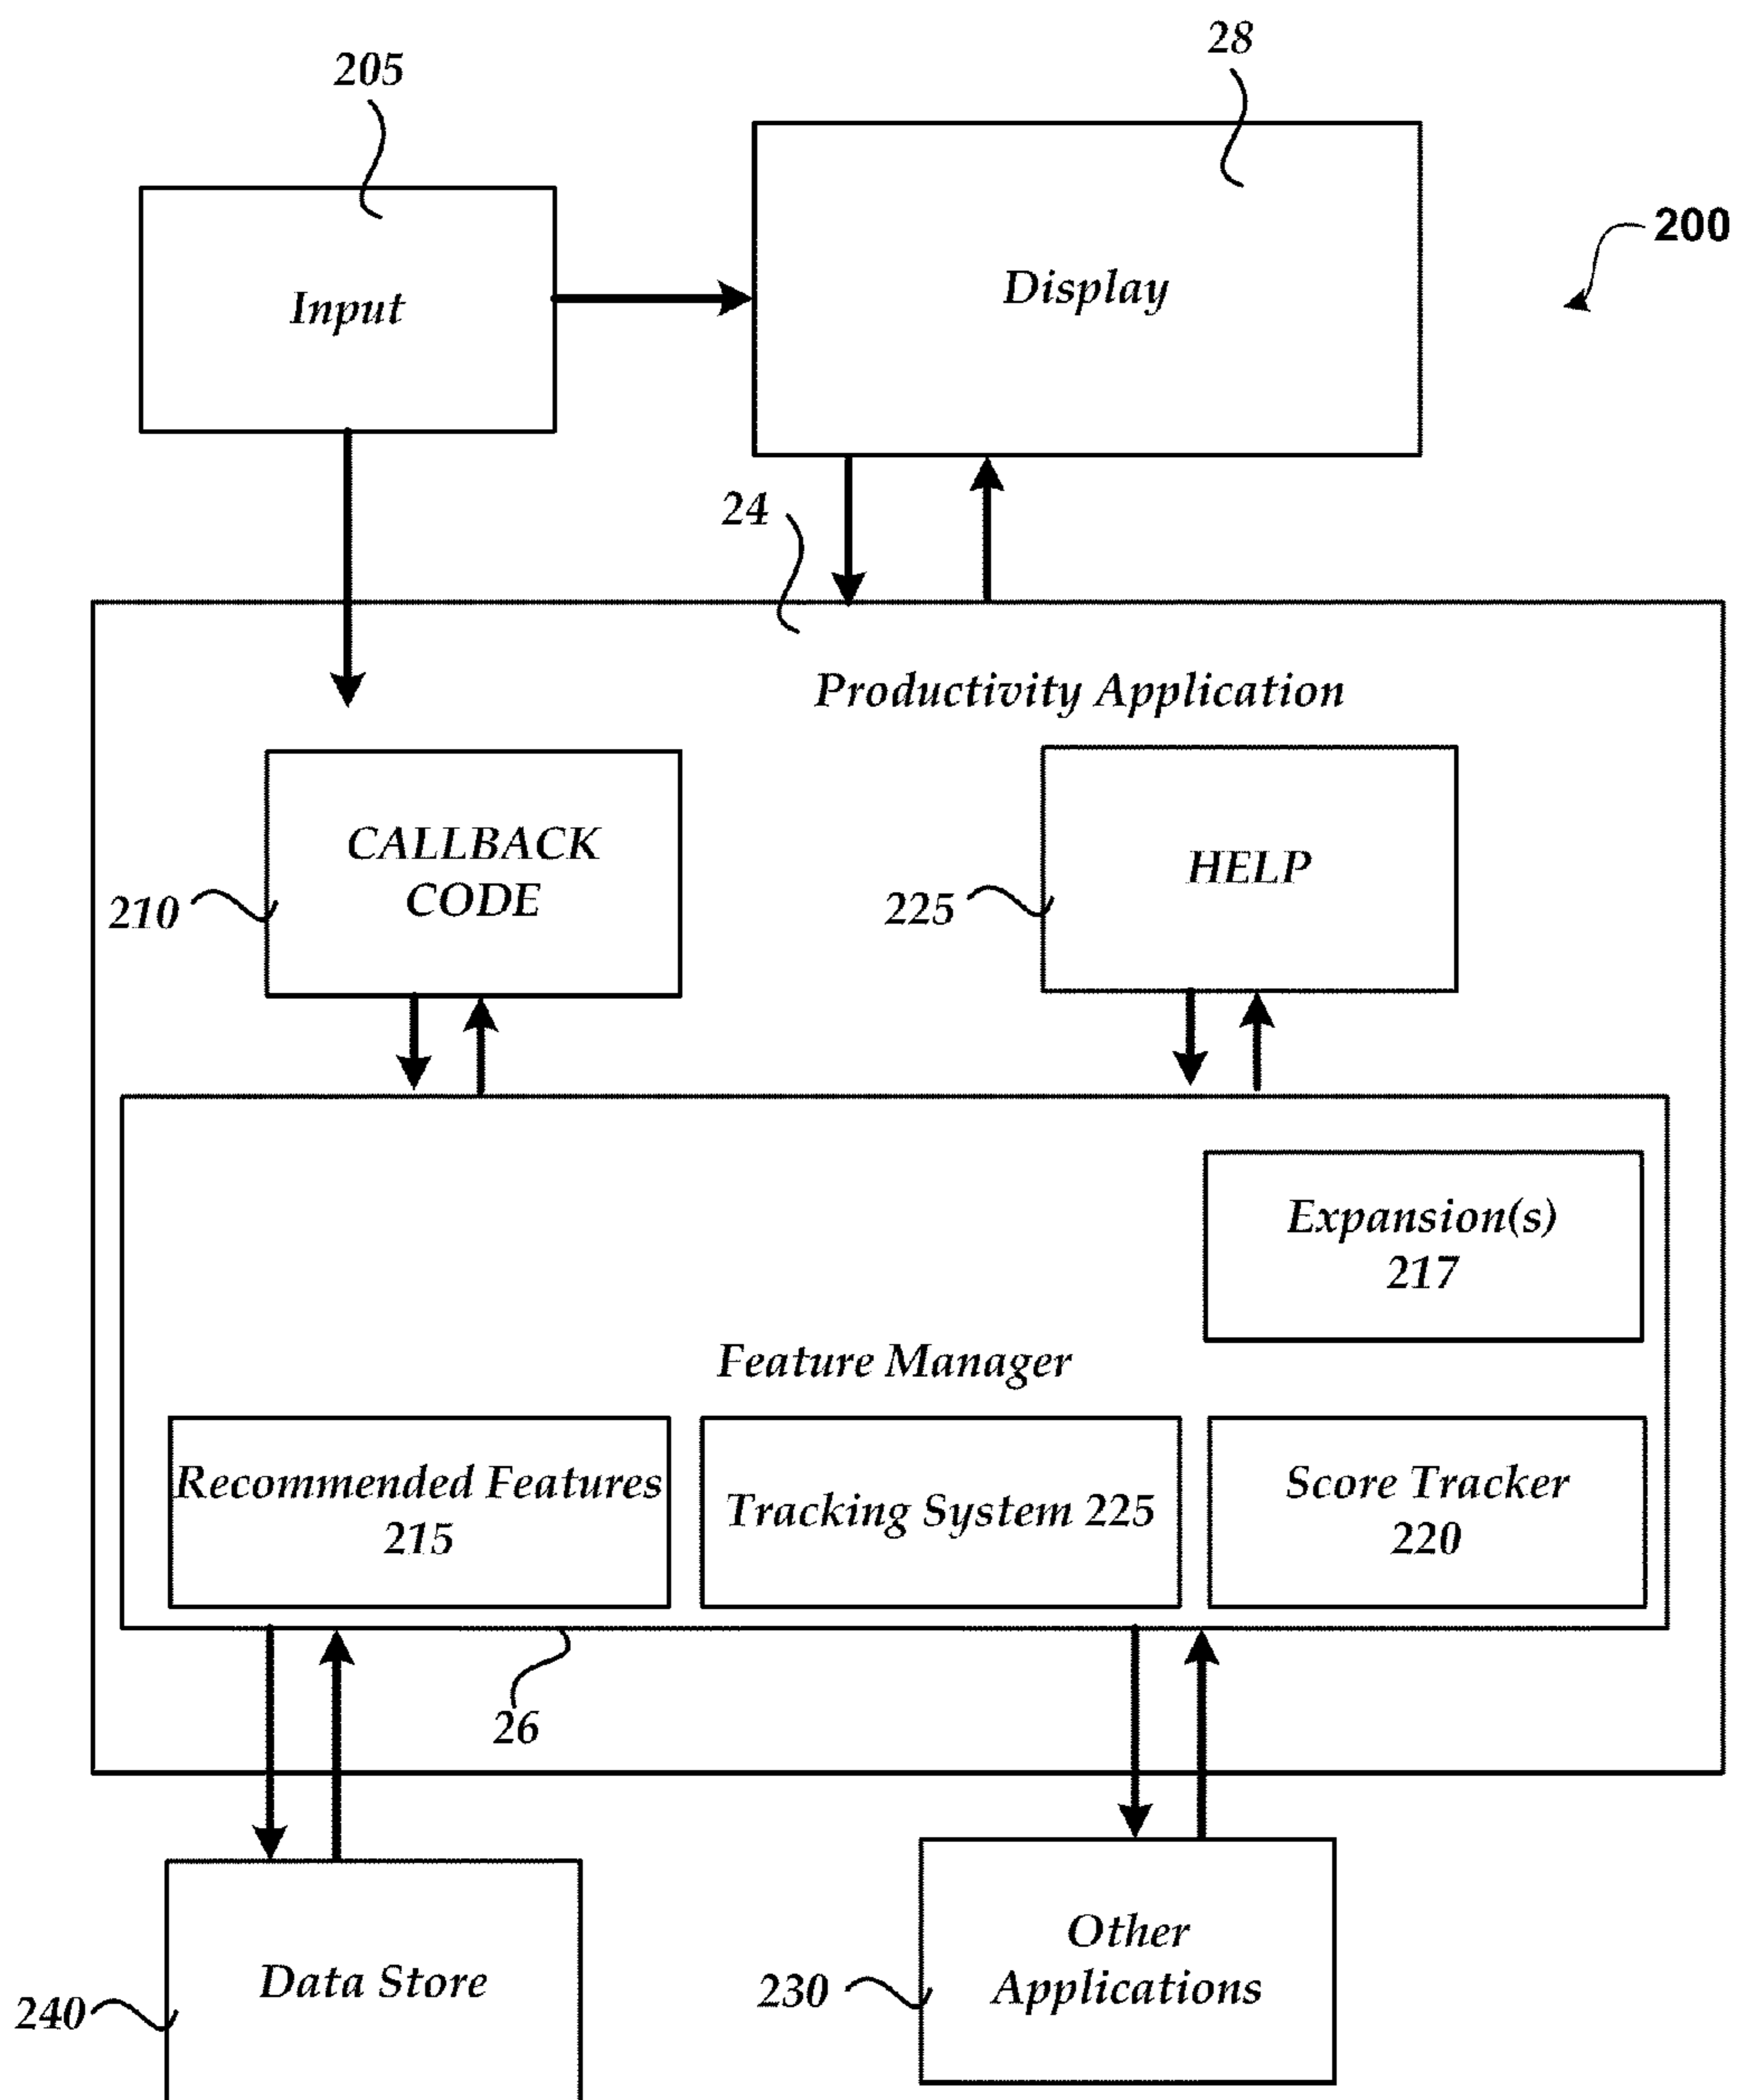 28
205
200
Display
Input
24
Productivity Application
CALLBACK
CODE
HELP
210
225
Expansion(s)
217
Feature Manager
Recommended Features
215
Tracking System 225
Score Tracker
220
26
Other
Applications
Data Store
230
240